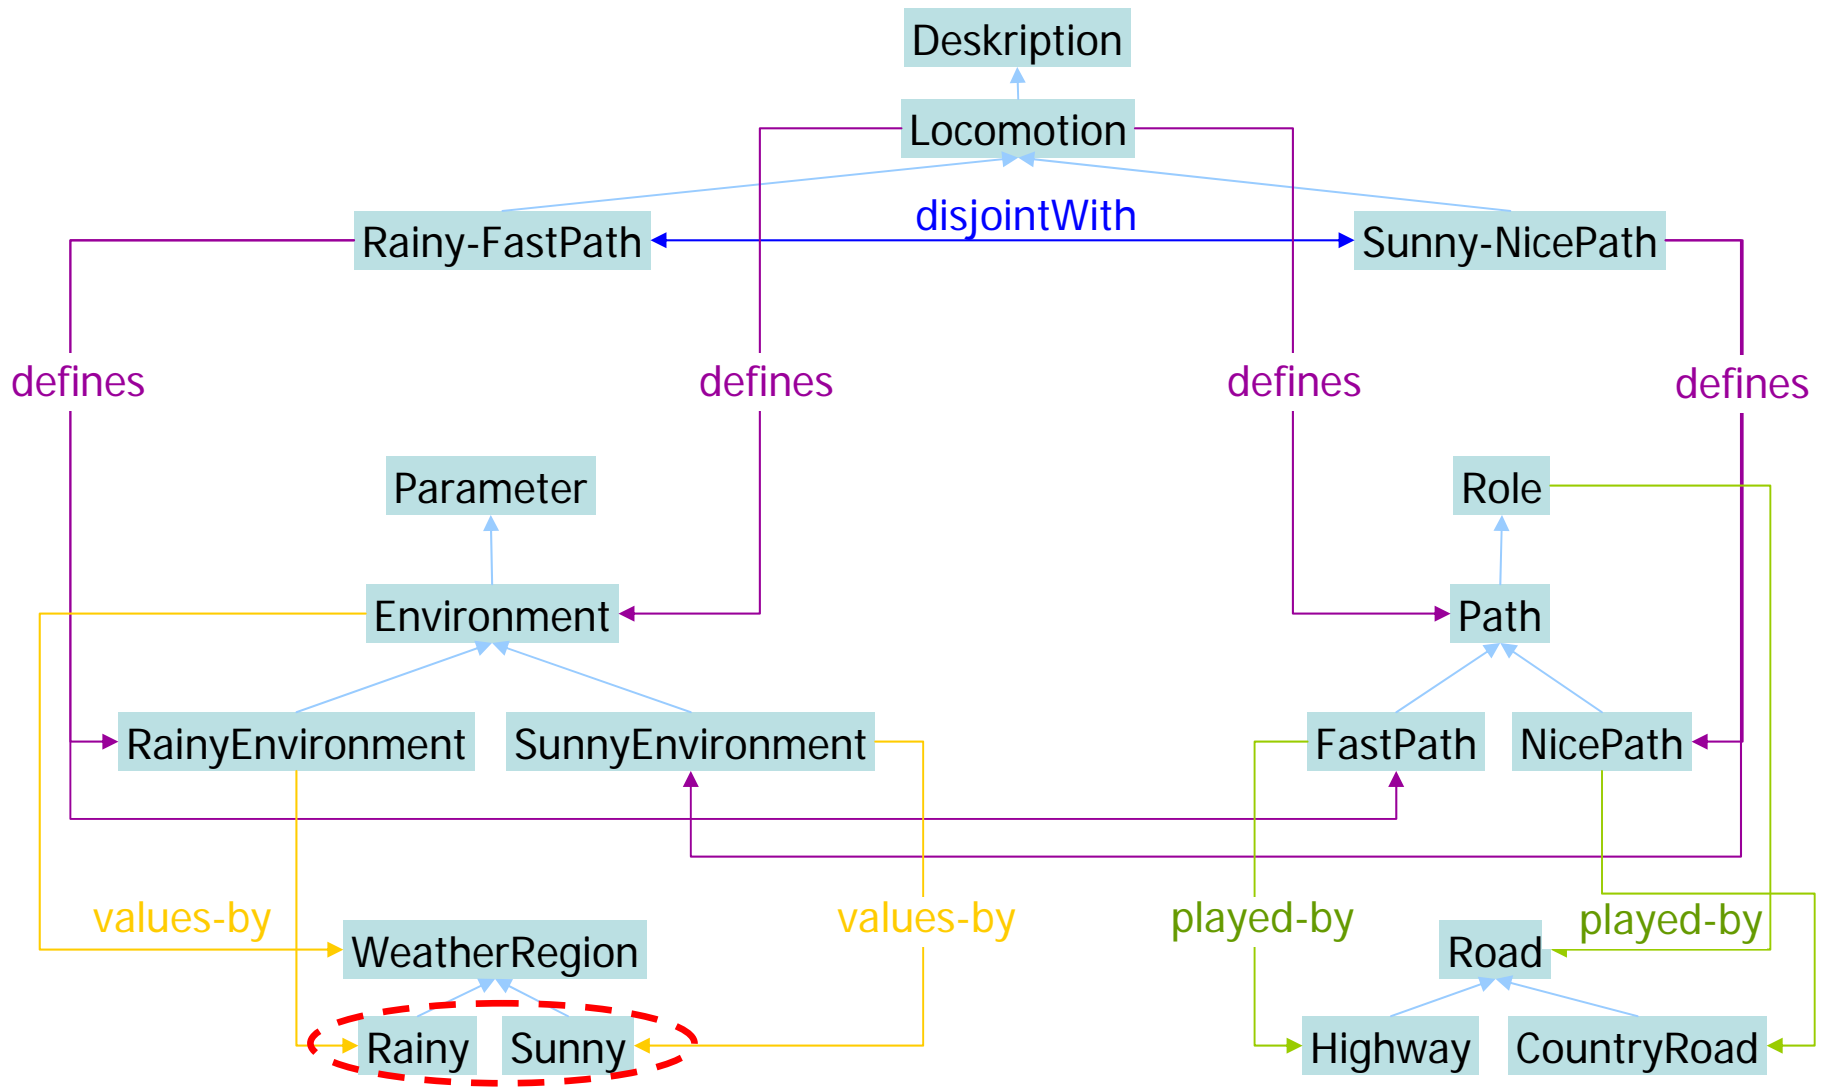 Deskription
Locomotion
disjointWith
Rainy-FastPath
Sunny-NicePath
defines
defines
defines
defines
Parameter
Role
Environment
Path
RainyEnvironment
SunnyEnvironment
FastPath
NicePath
values-by
values-by
played-by
played-by
WeatherRegion
Road
Rainy
Sunny
Highway
CountryRoad